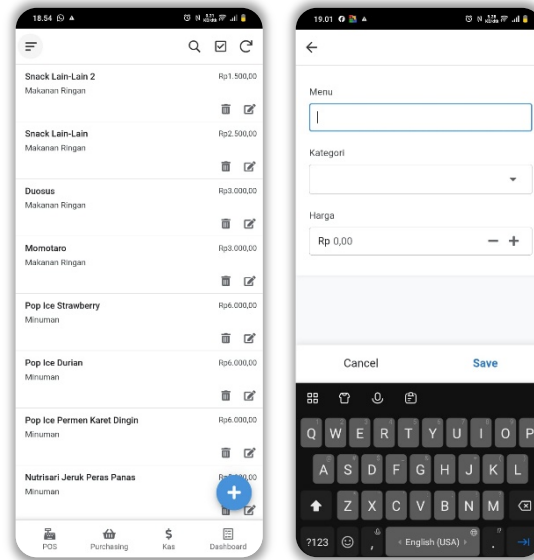 18.54
Snack Lain-Lain 2 Rp1.500,00
Makanan Ringan
Snack Lain-Lain Rp2.500,00
Makanan Ringan
Duosus Rp3.000,00
Makanan Ringan
Momotaro Rp3.000,00
Makanan Ringan
Pop Ice Strawberry Rp6.000,00
Minuman
Pop Ice Durian Rp6.000,00
Minuman
Pop Ice Permen Karet Dingin Rp6.000,00
Minuman
Nutrisari Jeruk Peras Panas
Minuman
POS Purchasing Kas Dashboard
19.01
Menu
Kategori
Harga
Rp 0,00
Cancel Save
Q W E R T Y U I O P
A S D F G H J K L
Z X C V B N M
?123 , English (USA) .